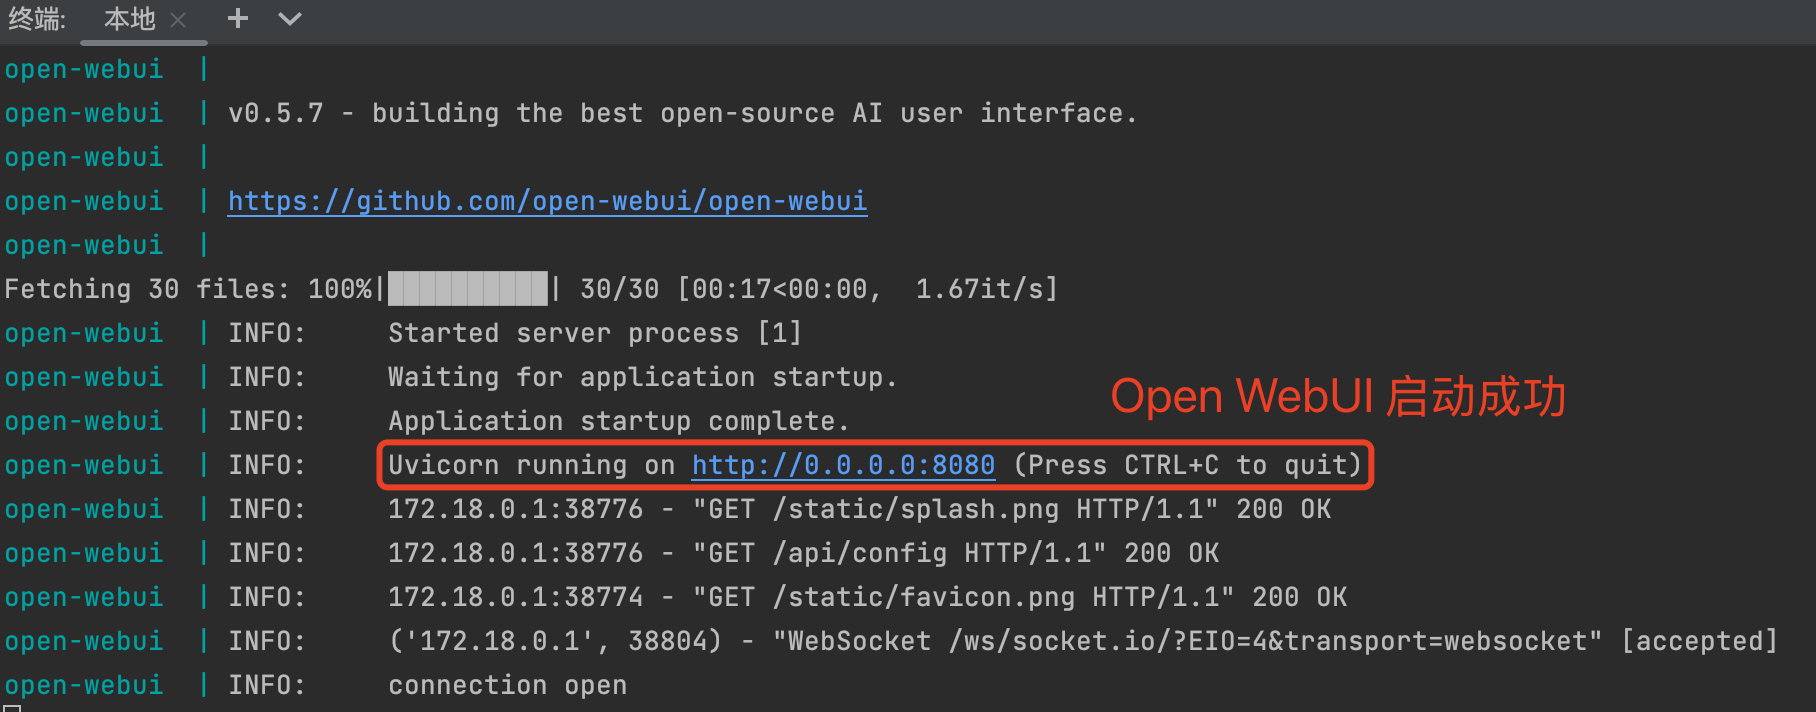 终端: 本地 × + ⌄
open-webui |
open-webui | v0.5.7 - building the best open-source AI user interface.
open-webui |
open-webui | https://github.com/open-webui/open-webui
open-webui |
Fetching 30 files: 100%|██████████| 30/30 [00:17<00:00,  1.67it/s]
open-webui | INFO:     Started server process [1]
open-webui | INFO:     Waiting for application startup.
Open WebUI 启动成功
open-webui | INFO:     Application startup complete.
open-webui | INFO:     Uvicorn running on http://0.0.0.0:8080 (Press CTRL+C to quit)
open-webui | INFO:     172.18.0.1:38776 - "GET /static/splash.png HTTP/1.1" 200 OK
open-webui | INFO:     172.18.0.1:38776 - "GET /api/config HTTP/1.1" 200 OK
open-webui | INFO:     172.18.0.1:38774 - "GET /static/favicon.png HTTP/1.1" 200 OK
open-webui | INFO:     ('172.18.0.1', 38804) - "WebSocket /ws/socket.io/?EIO=4&transport=websocket" [accepted]
open-webui | INFO:     connection open